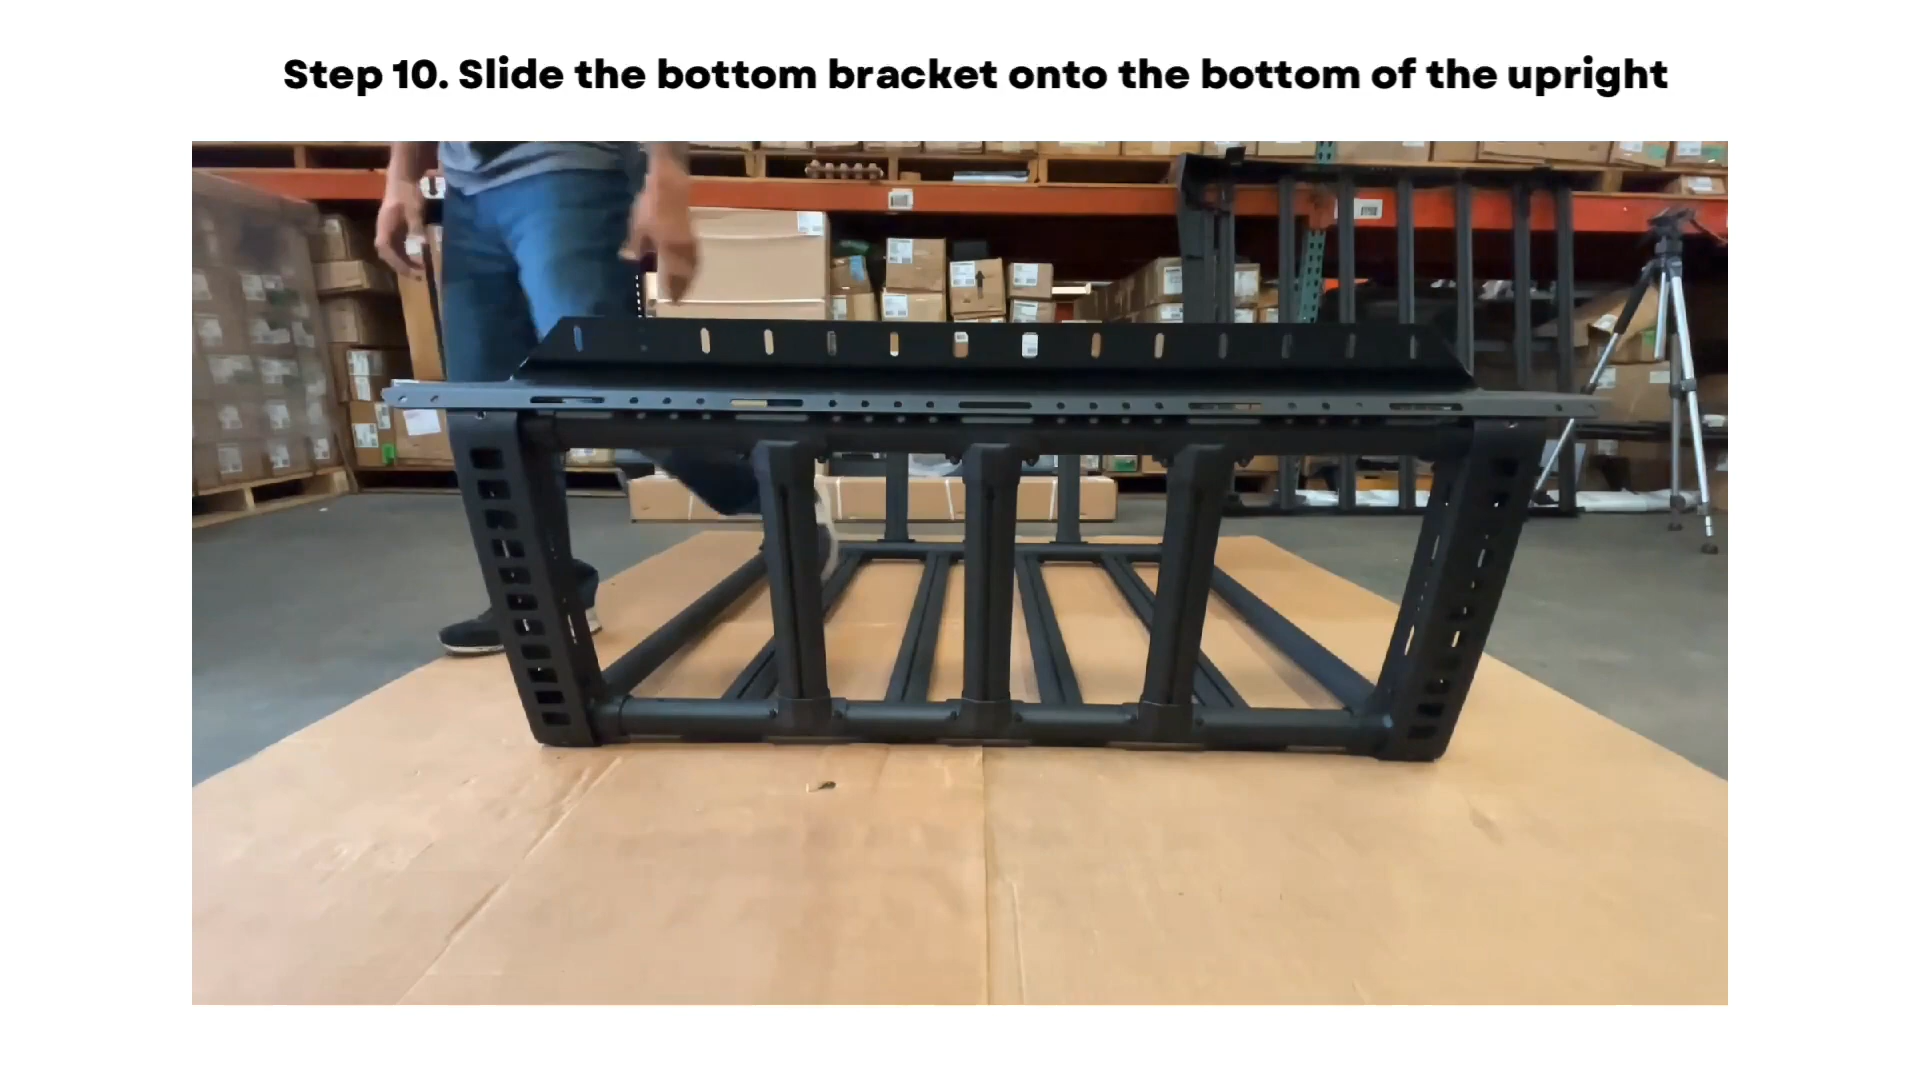 Step 10. Slide the bottom bracket onto the bottom of the upright